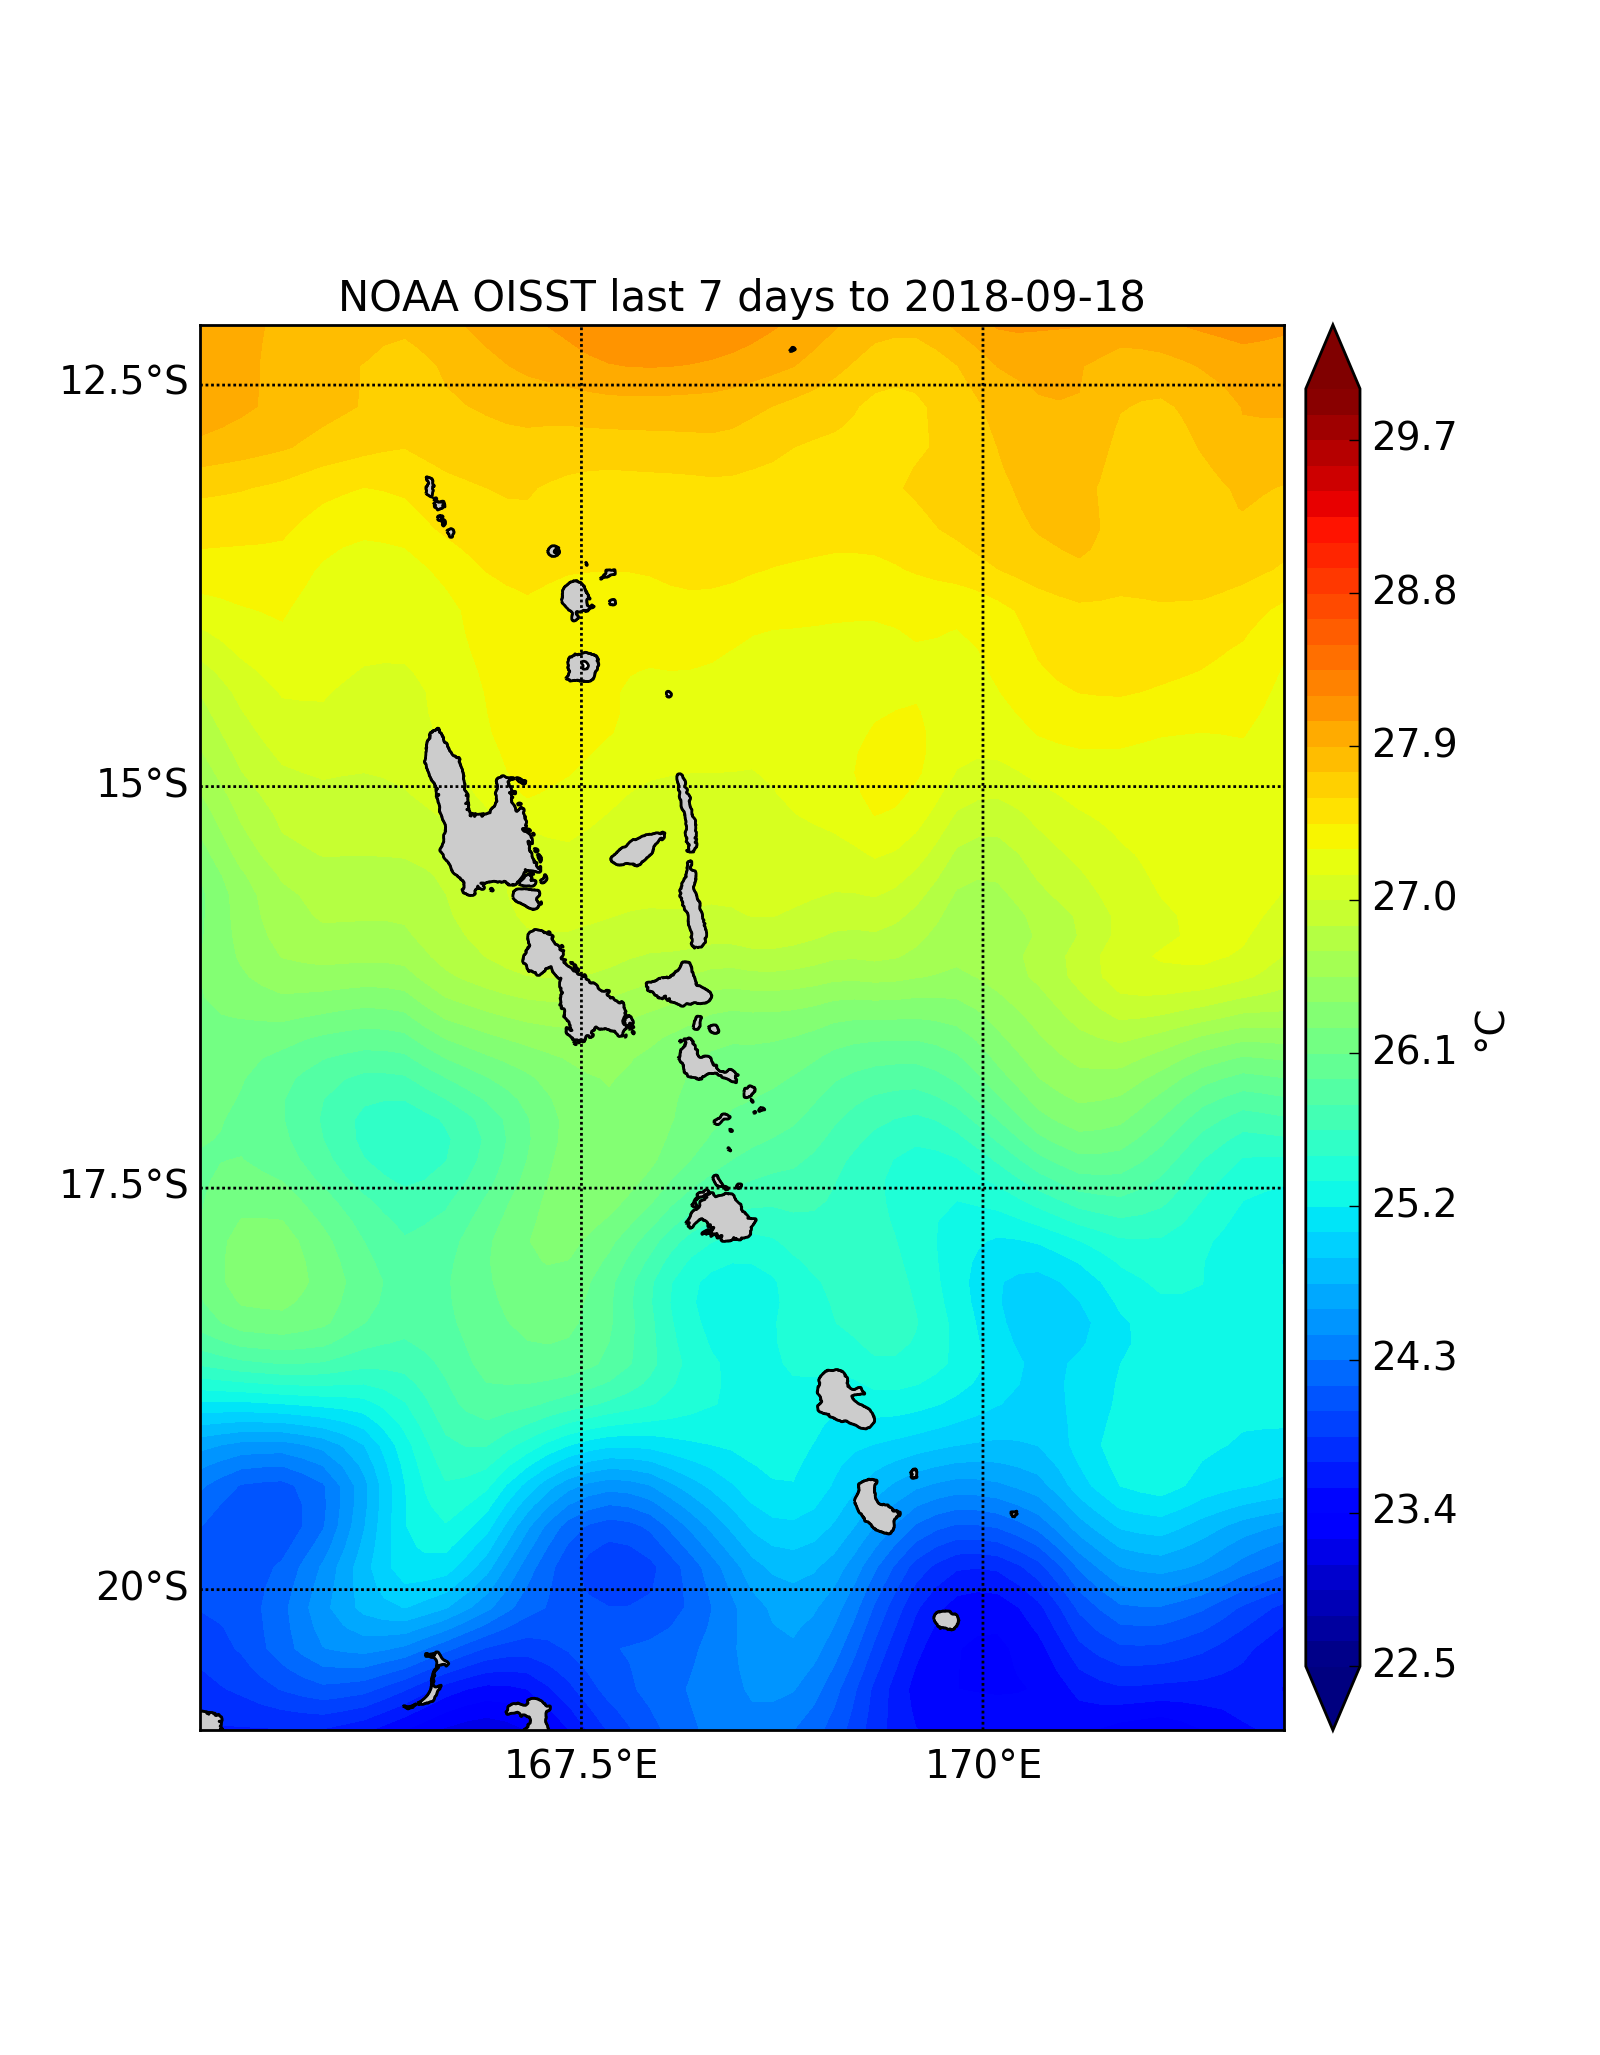 NOAA OISST last 7 days to 2018-09-18
12.5°S
15°S
17.5°S
20°S
167.5°E
170°E
29.7
28.8
27.9
27.0
26.1
25.2
24.3
23.4
22.5
°C